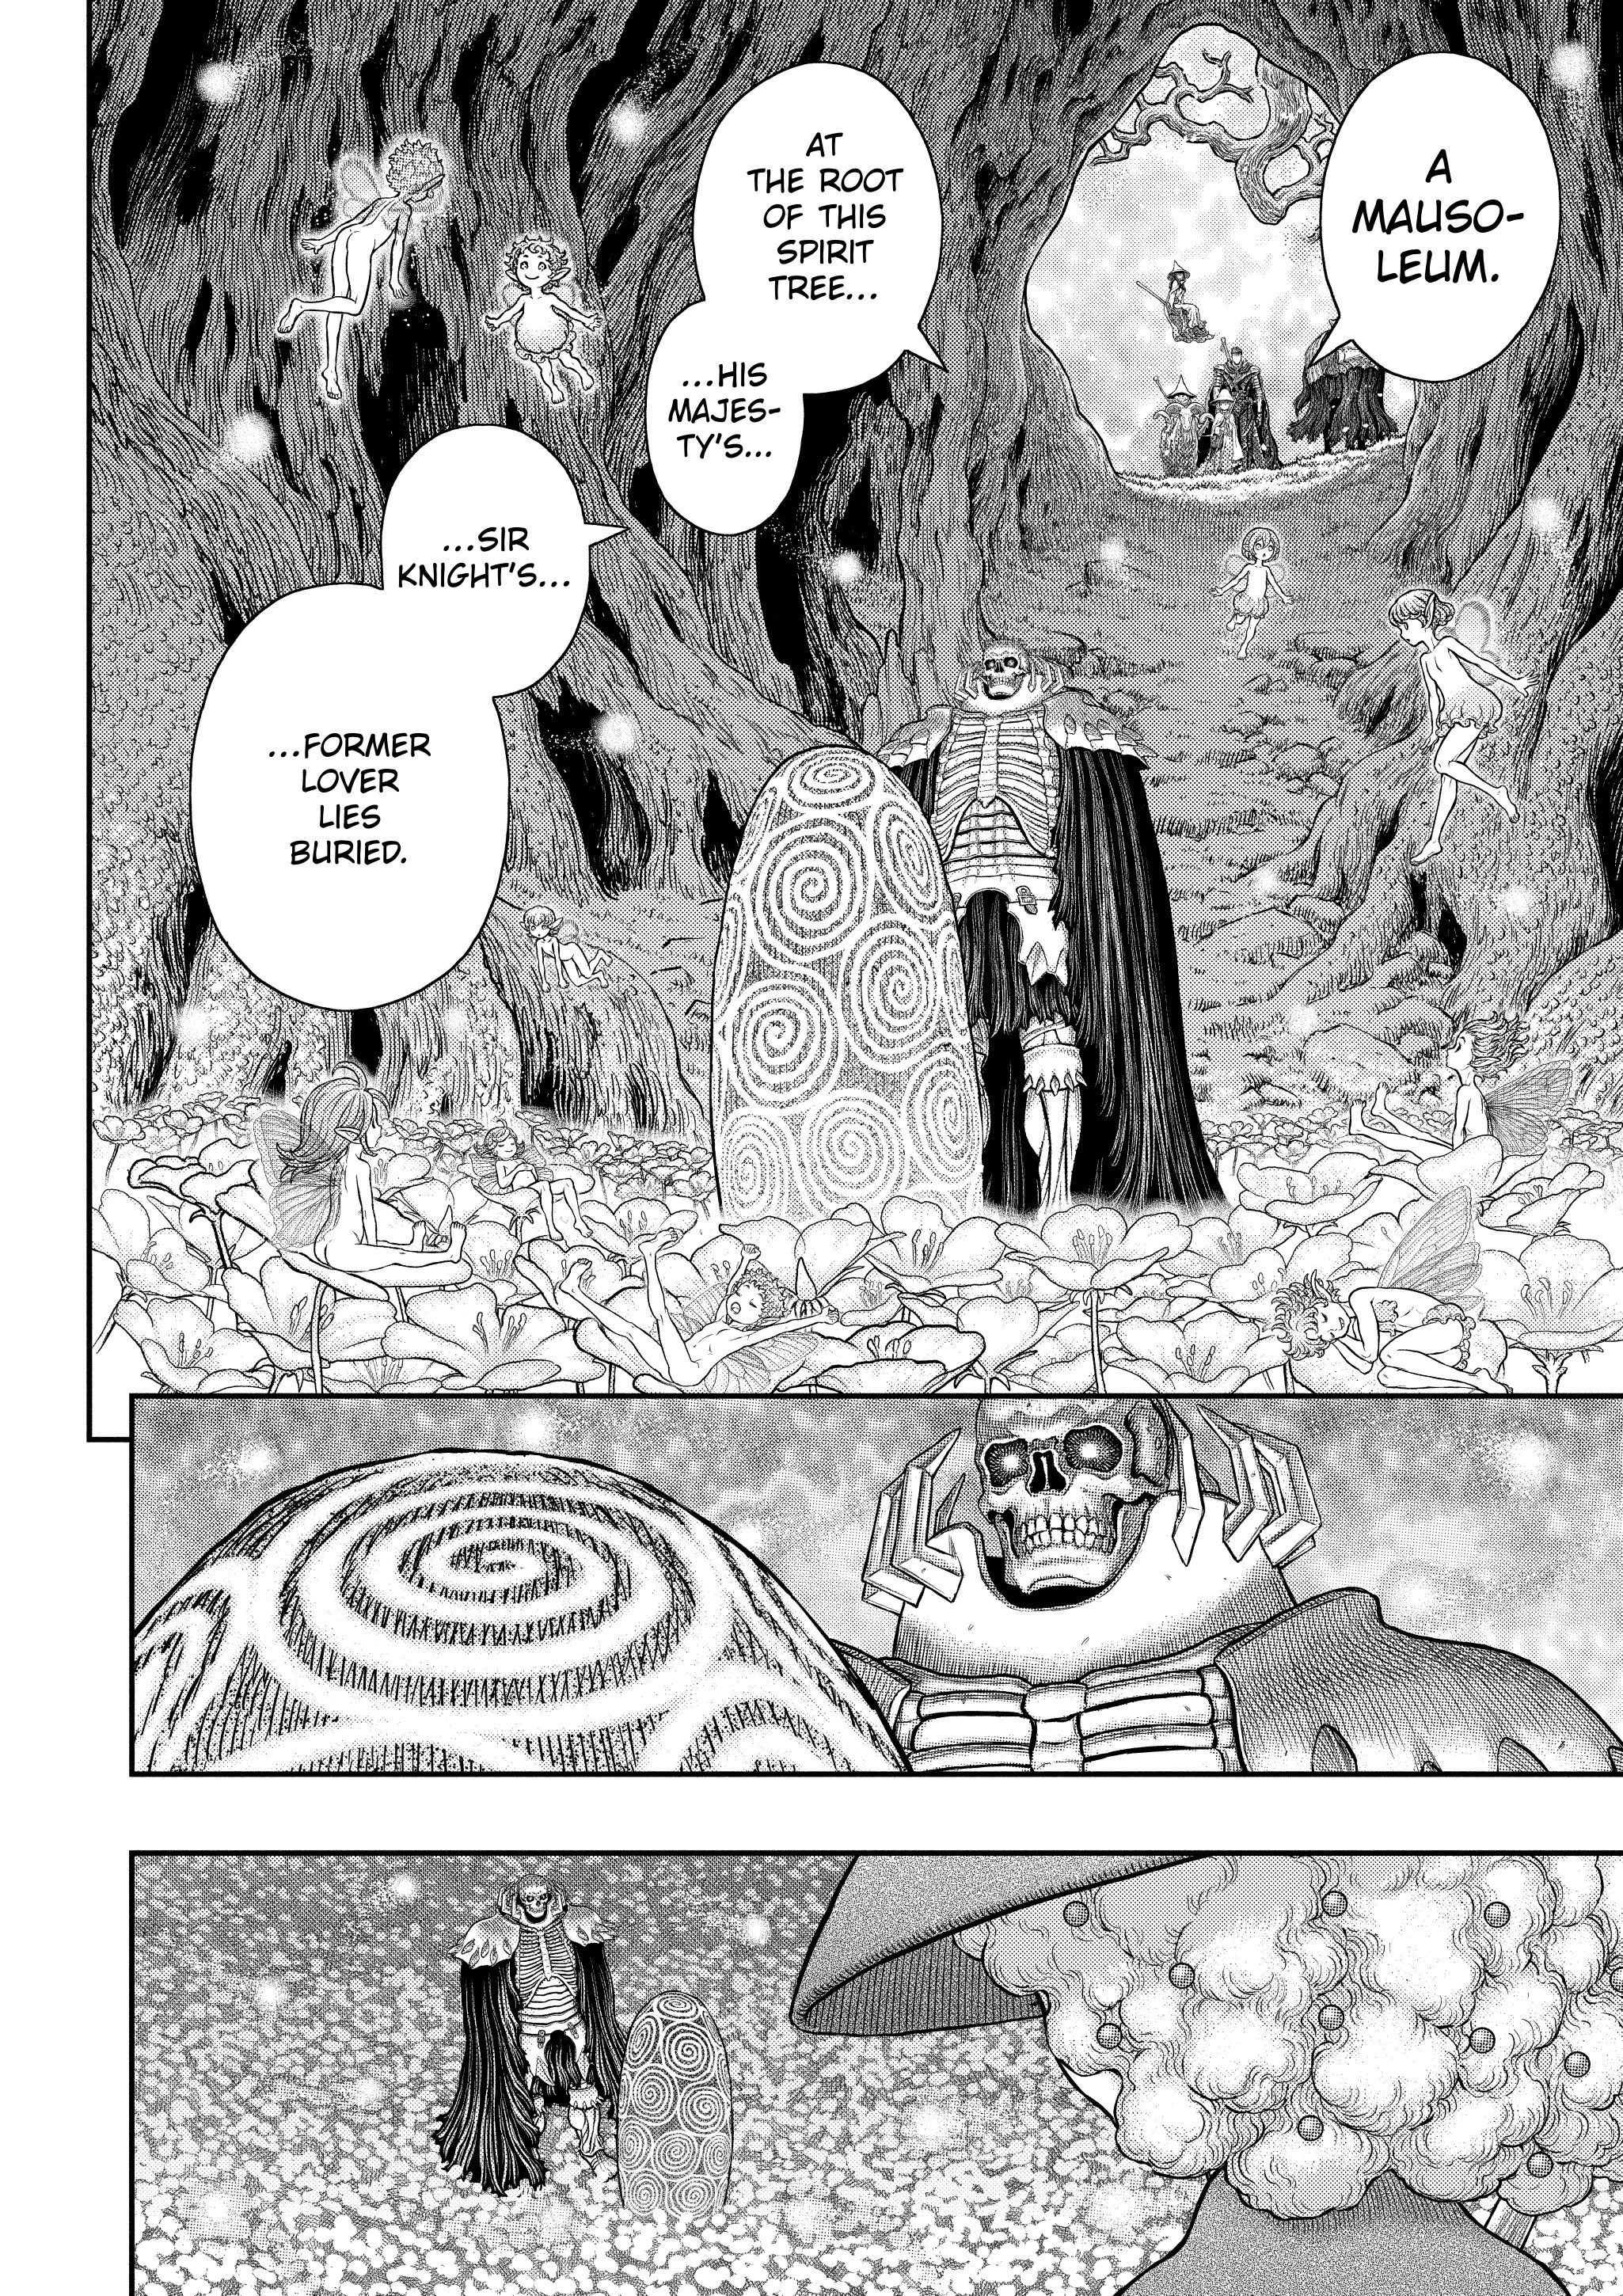 A
MAUSO-
LEUM.
AT
THE ROOT
OF THIS
SPIRIT
TREE...
...HIS
MAJES-
TY'S...
...SIR
KNIGHT'S...
...FORMER
LOVER
LIES
BURIED.